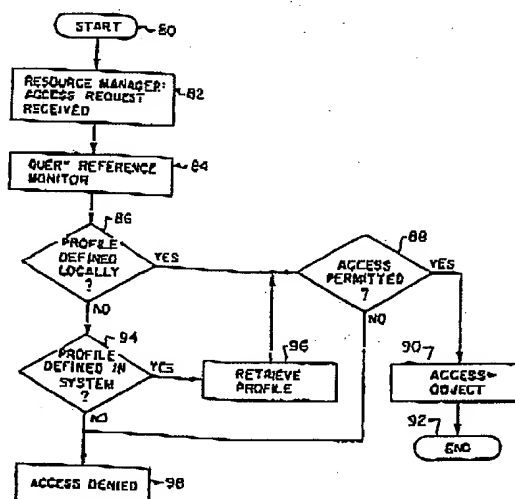 START
80
RESOURCE MANAGER:
ACCESS REQUEST
RECEIVED
82
QUERY REFERENCE
MONITOR
84
86
PROFILE
DEFINED
LOCALLY
?
YES
NO
88
ACCESS
PERMITTED
?
YES
NO
94
PROFILE
DEFINED IN
SYSTEM
?
YES
NO
96
RETRIEVE
PROFILE
90
ACCESS
OBJECT
92
END
ACCESS DENIED
98